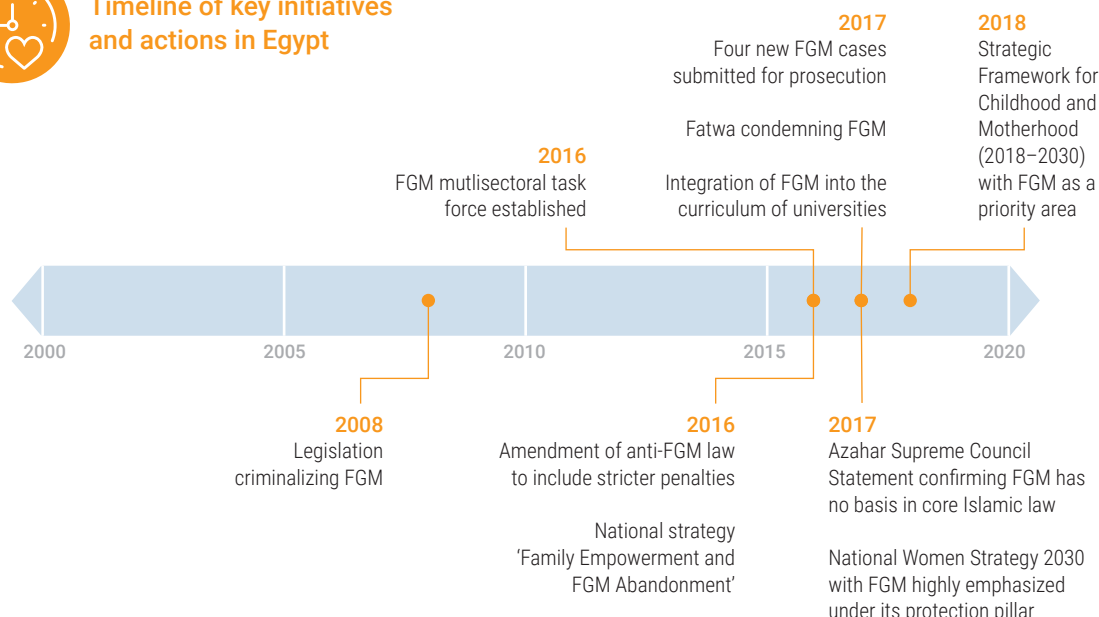 Timeline of key initiatives
and actions in Egypt
2017
Four new FGM cases
submitted for prosecution
Fatwa condemning FGM
Integration of FGM into the
curriculum of universities
2018
Strategic
Framework for
Childhood and
Motherhood
(2018–2030)
with FGM as a
priority area
2016
FGM mutlisectoral task
force established
2000
2005
2010
2015
2020
2008
Legislation
criminalizing FGM
2016
Amendment of anti-FGM law
to include stricter penalties
National strategy
‘Family Empowerment and
FGM Abandonment’
2017
Azahar Supreme Council
Statement confirming FGM has
no basis in core Islamic law
National Women Strategy 2030
with FGM highly emphasized
under its protection pillar